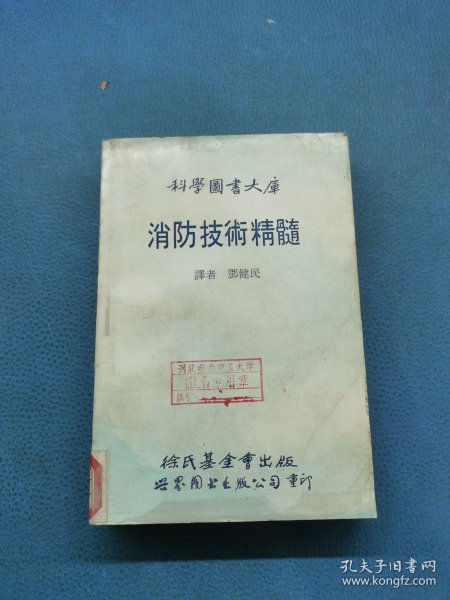 科學圖書大庫
消防技術精髓
譯者 鄧健民
徐氏基金會出版
世界图书出版公司重印
孔夫子旧书网
www.kongfz.com